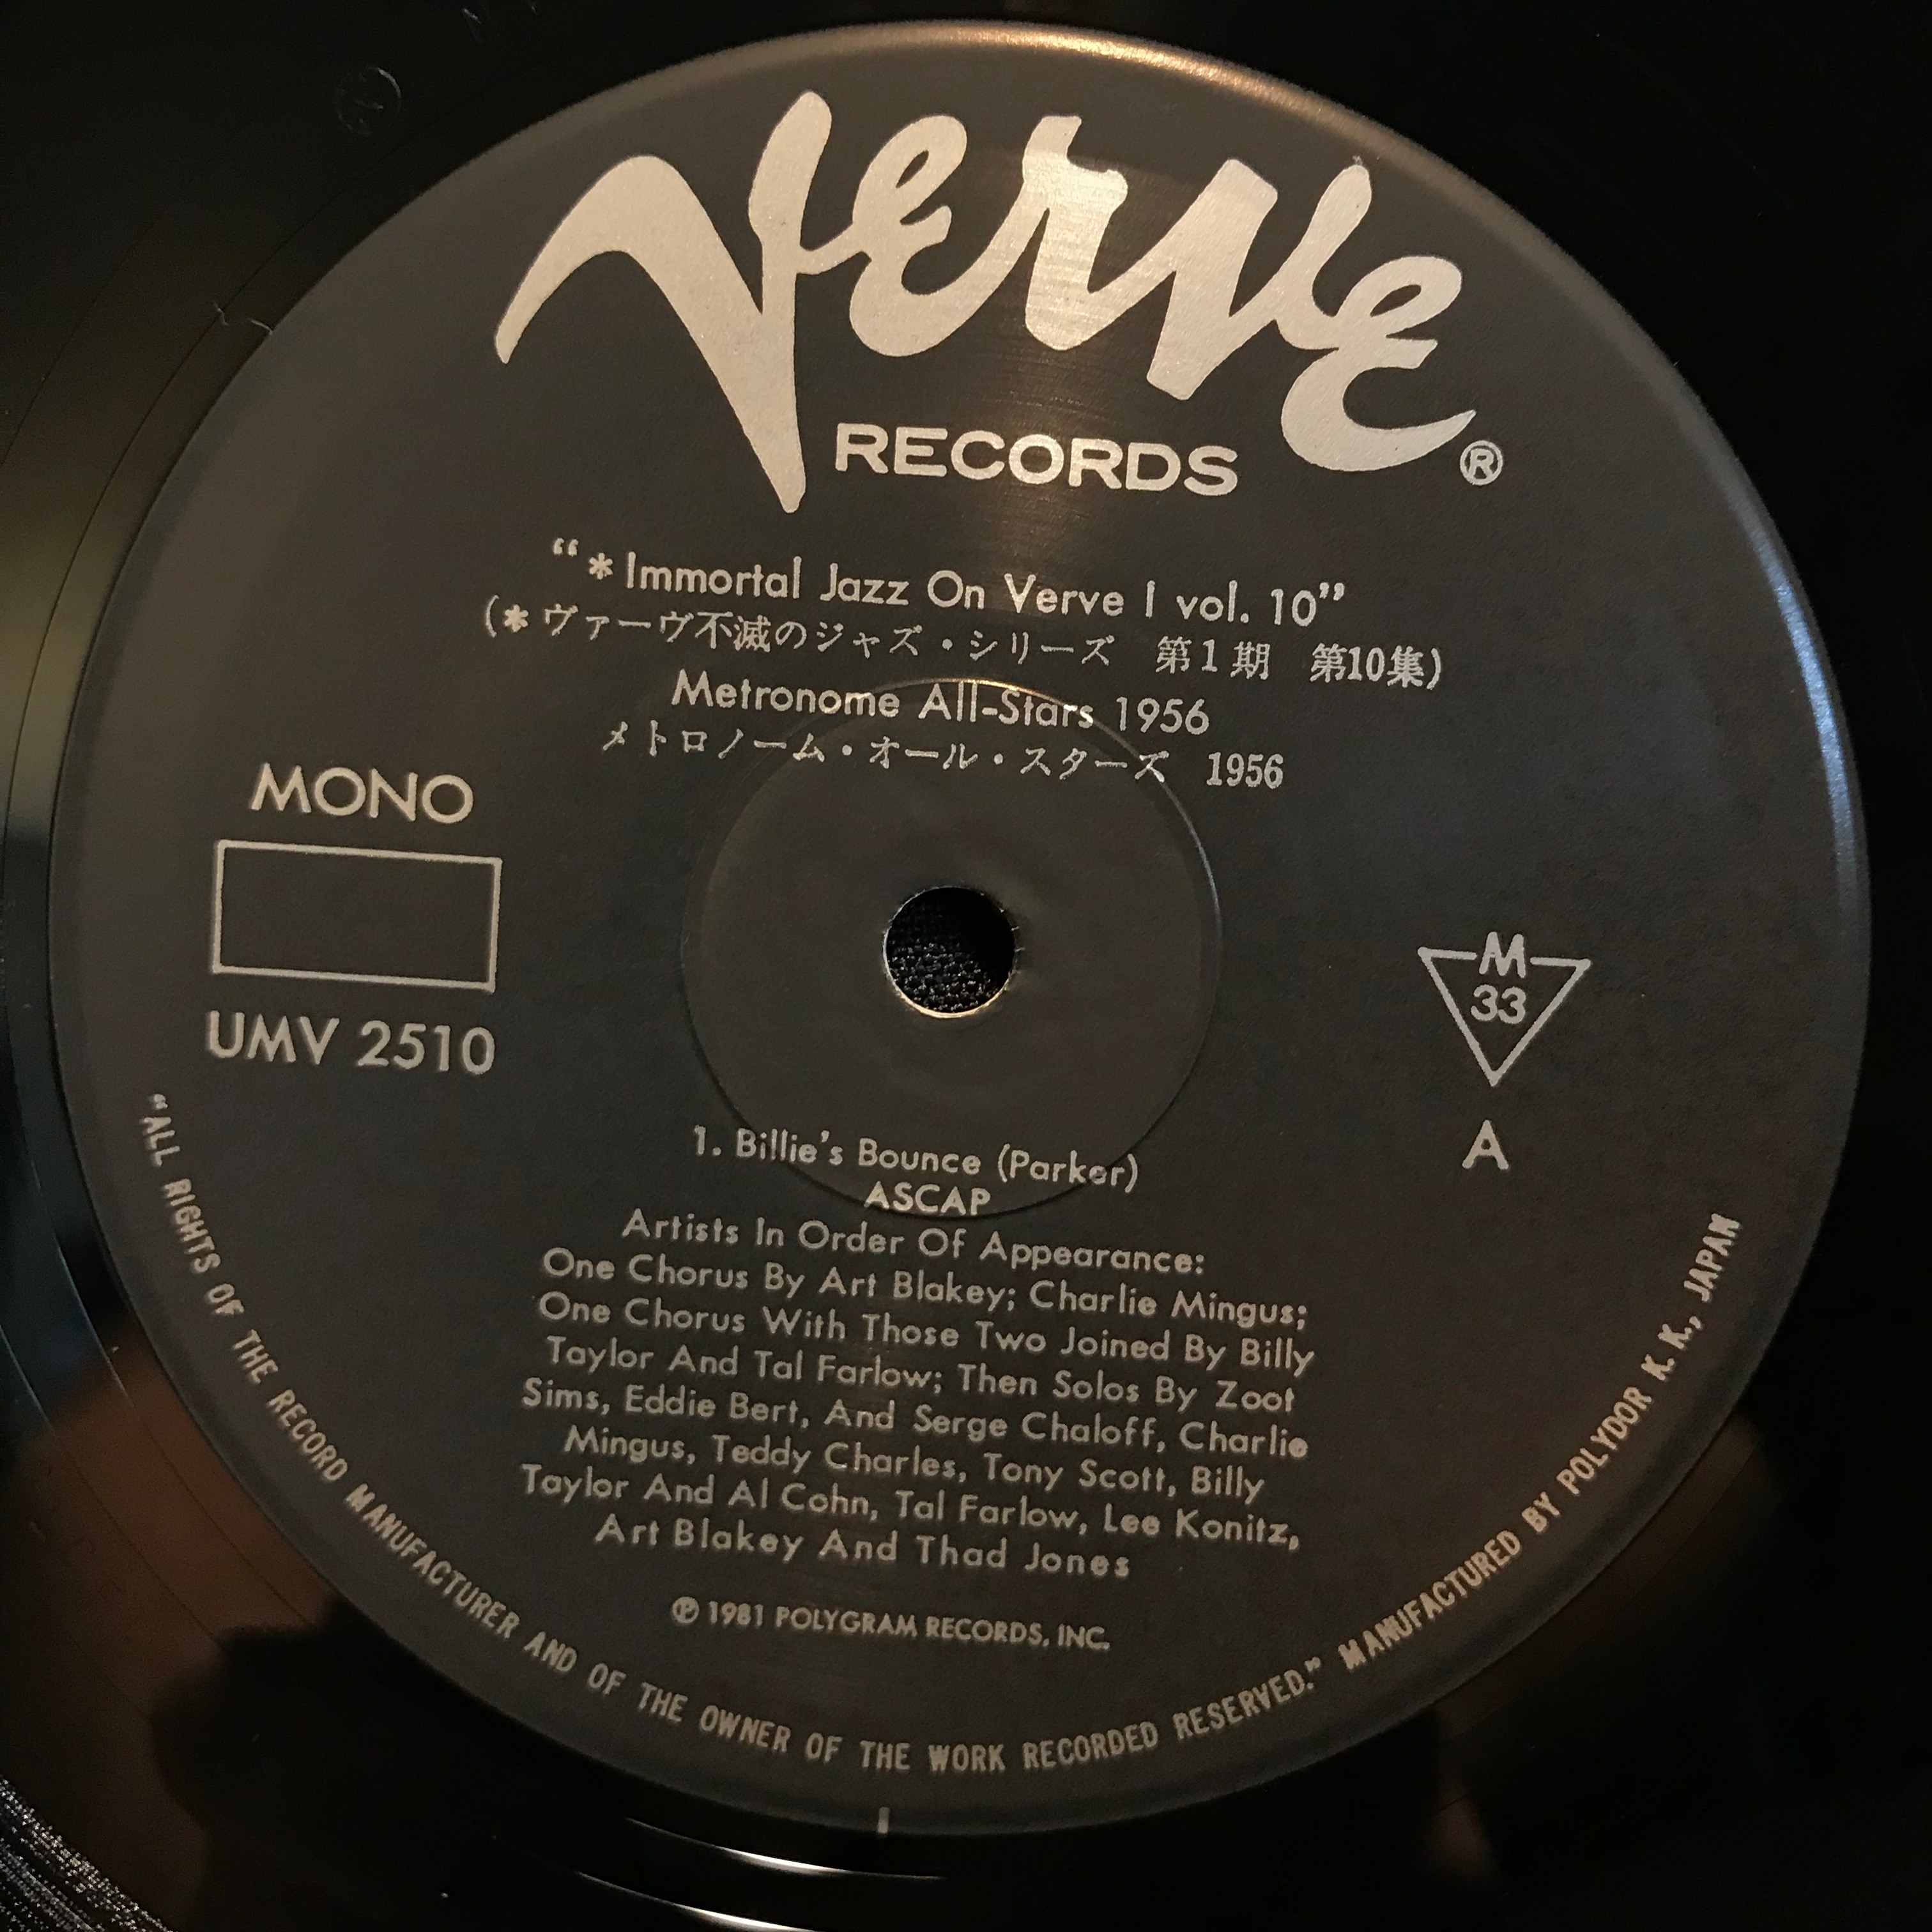 Verve
RECORDS ®
“*Immortal Jazz On Verve I vol. 10”
(*ヴァーヴ不滅のジャズ・シリーズ 第1期 第10集)
Metronome All-Stars 1956
メトロノーム・オール・スターズ 1956
MONO
UMV 2510
M
33
A
1. Billie's Bounce (Parker)
ASCAP
Artists In Order Of Appearance:
One Chorus By Art Blakey; Charlie Mingus;
One Chorus With Those Two Joined By Billy
Taylor And Tal Farlow; Then Solos By Zoot
Sims, Eddie Bert, And Serge Chaloff, Charlie
Mingus, Teddy Charles, Tony Scott, Billy
Taylor And Al Cohn, Tal Farlow, Lee Konitz,
Art Blakey And Thad Jones
℗ 1981 POLYGRAM RECORDS, INC.
“ALL RIGHTS OF THE RECORD MANUFACTURER AND OF THE OWNER OF THE WORK RECORDED RESERVED.” MANUFACTURED BY POLYDOR K. K., JAPAN